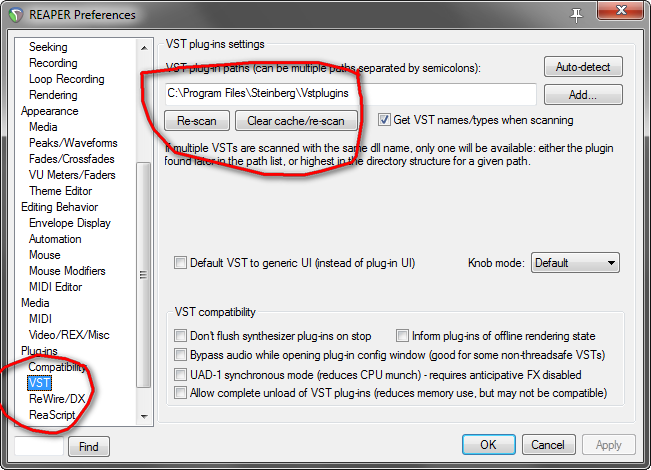 REAPER Preferences
Seeking
Recording
Loop Recording
Rendering
Appearance
Media
Peaks/Waveforms
Fades/Crossfades
VU Meters/Faders
Theme Editor
Editing Behavior
Envelope Display
Automation
Mouse
Mouse Modifiers
MIDI Editor
Media
MIDI
Video/REX/Misc
Plug-ins
Compatibility
VST
ReWire/DX
ReaScript
Find
VST plug-ins settings
VST plug-in paths (can be multiple paths separated by semicolons):
Auto-detect
C:\Program Files\Steinberg\Vstplugins
Add...
Re-scan
Clear cache/re-scan
Get VST names/types when scanning
If multiple VSTs are scanned with the same dll name, only one will be available: either the plugin
found later in the path list, or highest in the directory structure for a given path.
Default VST to generic UI (instead of plug-in UI)
Knob mode:
Default
VST compatibility
Don't flush synthesizer plug-ins on stop
Inform plug-ins of offline rendering state
Bypass audio while opening plug-in config window (good for some non-threadsafe VSTs)
UAD-1 synchronous mode (reduces CPU munch) - requires anticipative FX disabled
Allow complete unload of VST plug-ins (reduces memory use, but may not be compatible)
OK
Cancel
Apply